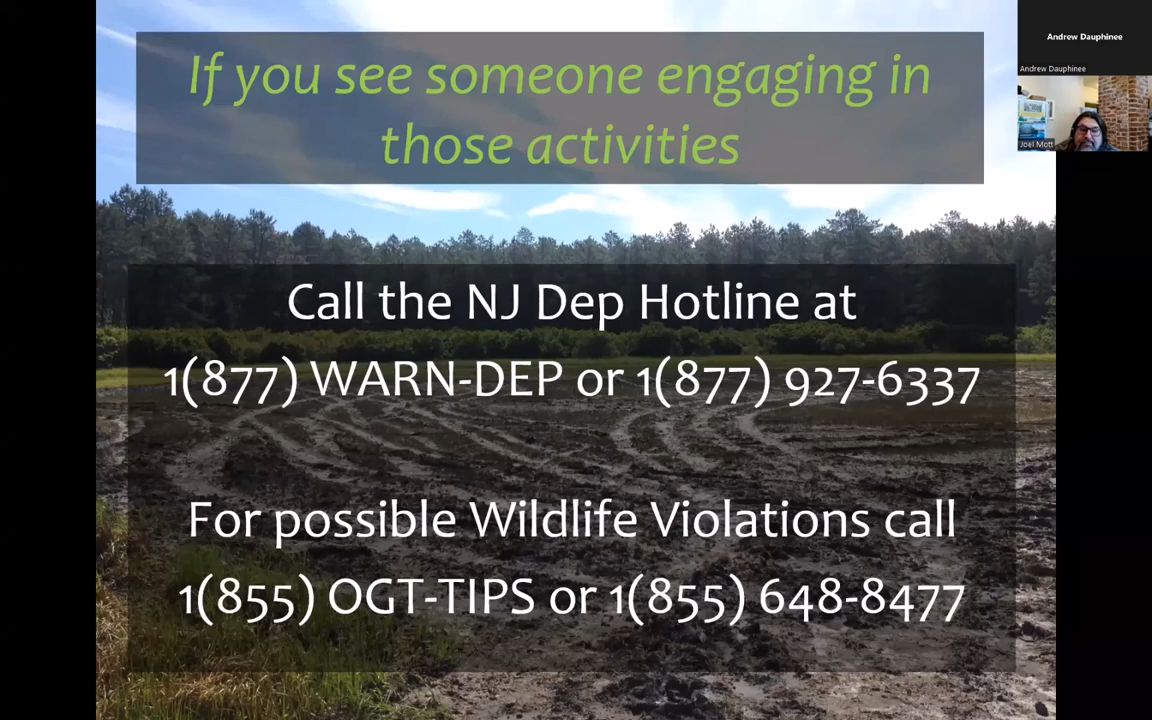 If you see someone engaging in
those activities
Call the NJ Dep Hotline at
1(877) WARN-DEP or 1(877) 927-6337
For possible Wildlife Violations call
1(855) OGT-TIPS or 1(855) 648-8477
Andrew Dauphinee
Andrew Dauphinee
Joel Mott